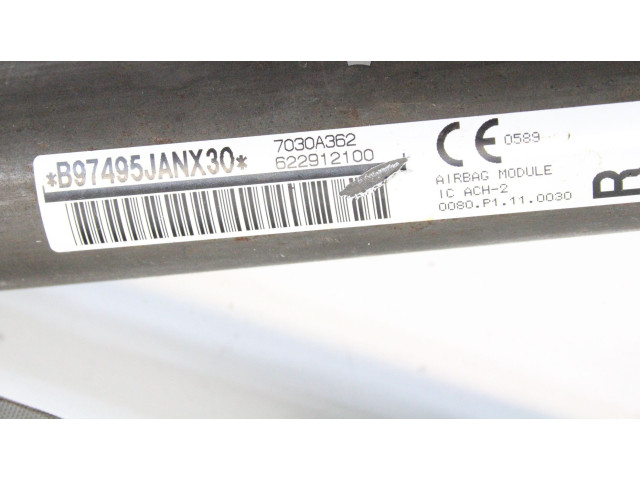 *B97495JANX30*
7030A362
622912100
CE 0589
AIRBAG MODULE
IC ACH-2
0080.P1.11.0030
R